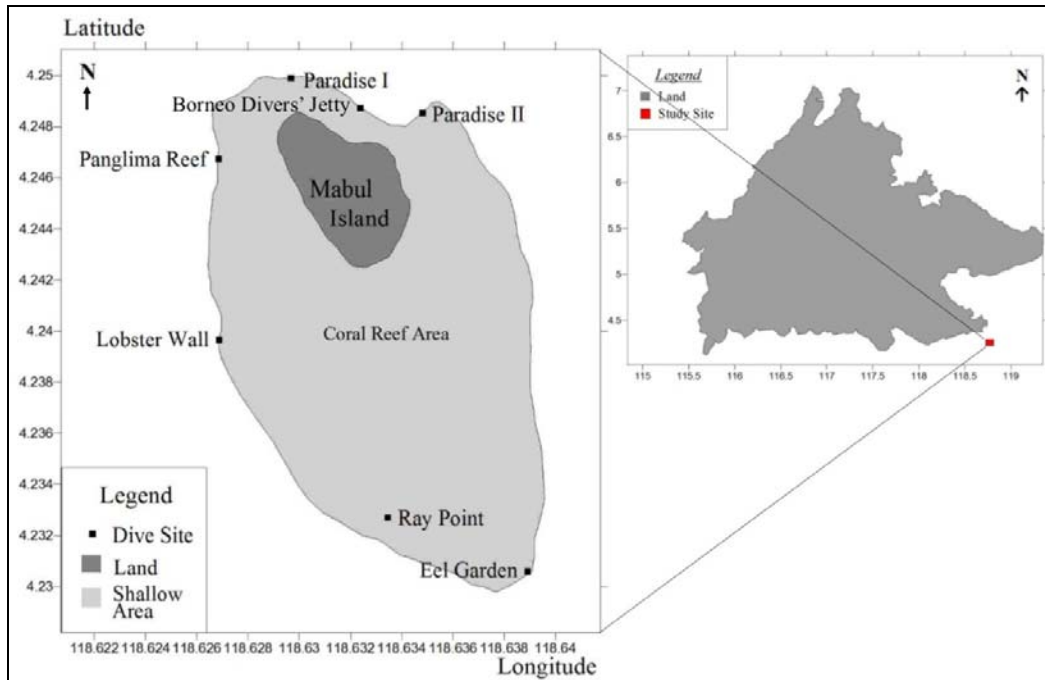 Latitude
4.25
4.248
4.246
4.244
4.242
4.24
4.238
4.236
4.234
4.232
4.23
N
Paradise I
Borneo Divers' Jetty
Paradise II
Panglima Reef
Mabul
Island
Lobster Wall
Coral Reef Area
Ray Point
Eel Garden
Legend
Dive Site
Land
Shallow
Area
118.622 118.624 118.626 118.628 118.63 118.632 118.634 118.636 118.638 118.64
Longitude
Legend
Land
Study Site
N
7
6.5
6
5.5
5
4.5
115 115.5 116 116.5 117 117.5 118 118.5 119